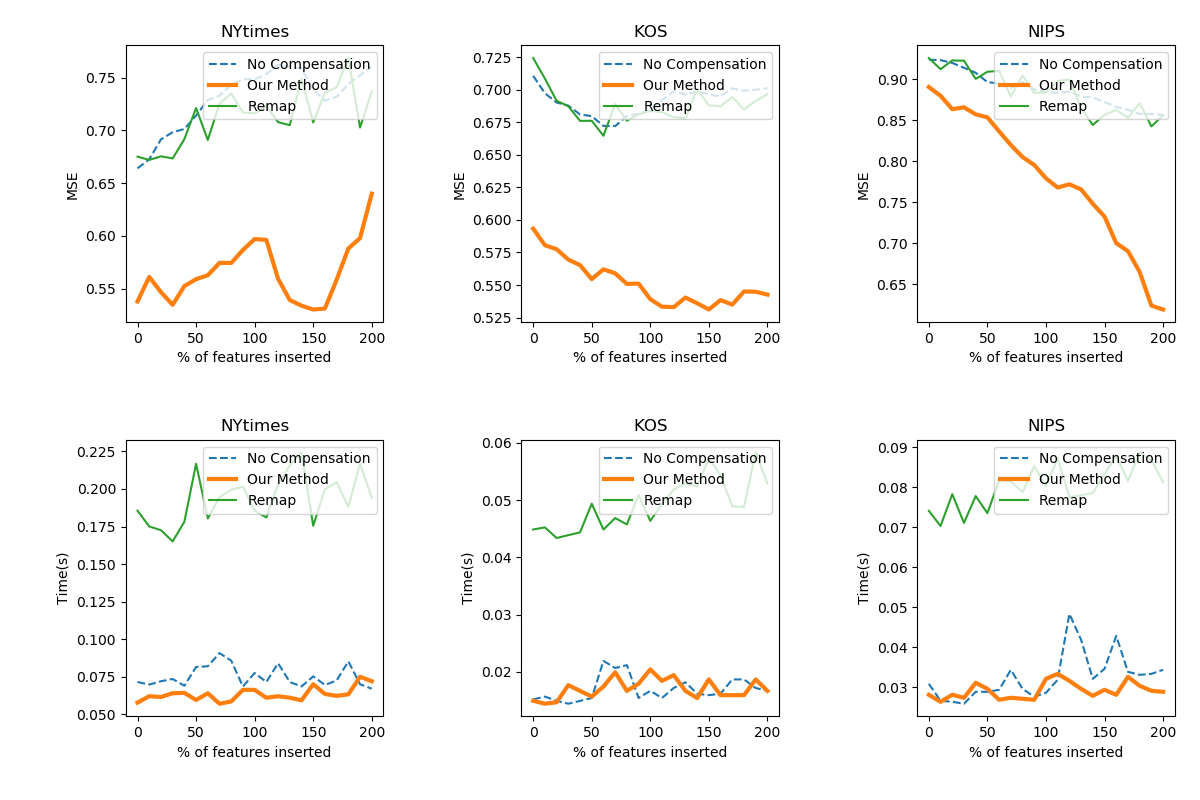 NYtimes
No Compensation
Our Method
Remap
0.75
0.70
0.65
0.60
0.55
MSE
0 50 100 150 200
% of features inserted
KOS
No Compensation
Our Method
Remap
0.725
0.700
0.675
0.650
0.625
0.600
0.575
0.550
0.525
MSE
0 50 100 150 200
% of features inserted
NIPS
No Compensation
Our Method
Remap
0.90
0.85
0.80
0.75
0.70
0.65
MSE
0 50 100 150 200
% of features inserted
NYtimes
No Compensation
Our Method
Remap
0.225
0.200
0.175
0.150
0.125
0.100
0.075
0.050
Time(s)
0 50 100 150 200
% of features inserted
KOS
No Compensation
Our Method
Remap
0.06
0.05
0.04
0.03
0.02
Time(s)
0 50 100 150 200
% of features inserted
NIPS
No Compensation
Our Method
Remap
0.09
0.08
0.07
0.06
0.05
0.04
0.03
Time(s)
0 50 100 150 200
% of features inserted